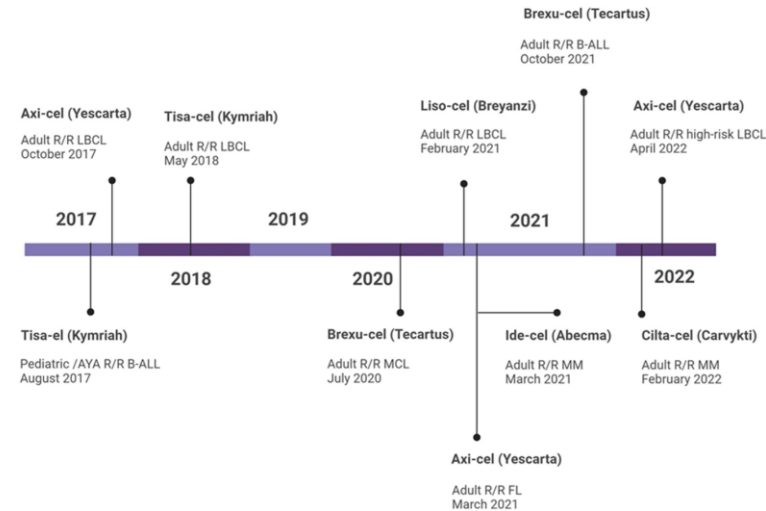 Brexu-cel (Tecartus)
Adult R/R B-ALL
October 2021
Axi-cel (Yescarta)
Adult R/R LBCL
October 2017
Tisa-cel (Kymriah)
Adult R/R LBCL
May 2018
Liso-cel (Breyanzi)
Adult R/R LBCL
February 2021
Axi-cel (Yescarta)
Adult R/R high-risk LBCL
April 2022
2017
2019
2021
2018
2020
2022
Tisa-el (Kymriah)
Pediatric /AYA R/R B-ALL
August 2017
Brexu-cel (Tecartus)
Adult R/R MCL
July 2020
Ide-cel (Abecma)
Adult R/R MM
March 2021
Cilta-cel (Carvykti)
Adult R/R MM
February 2022
Axi-cel (Yescarta)
Adult R/R FL
March 2021